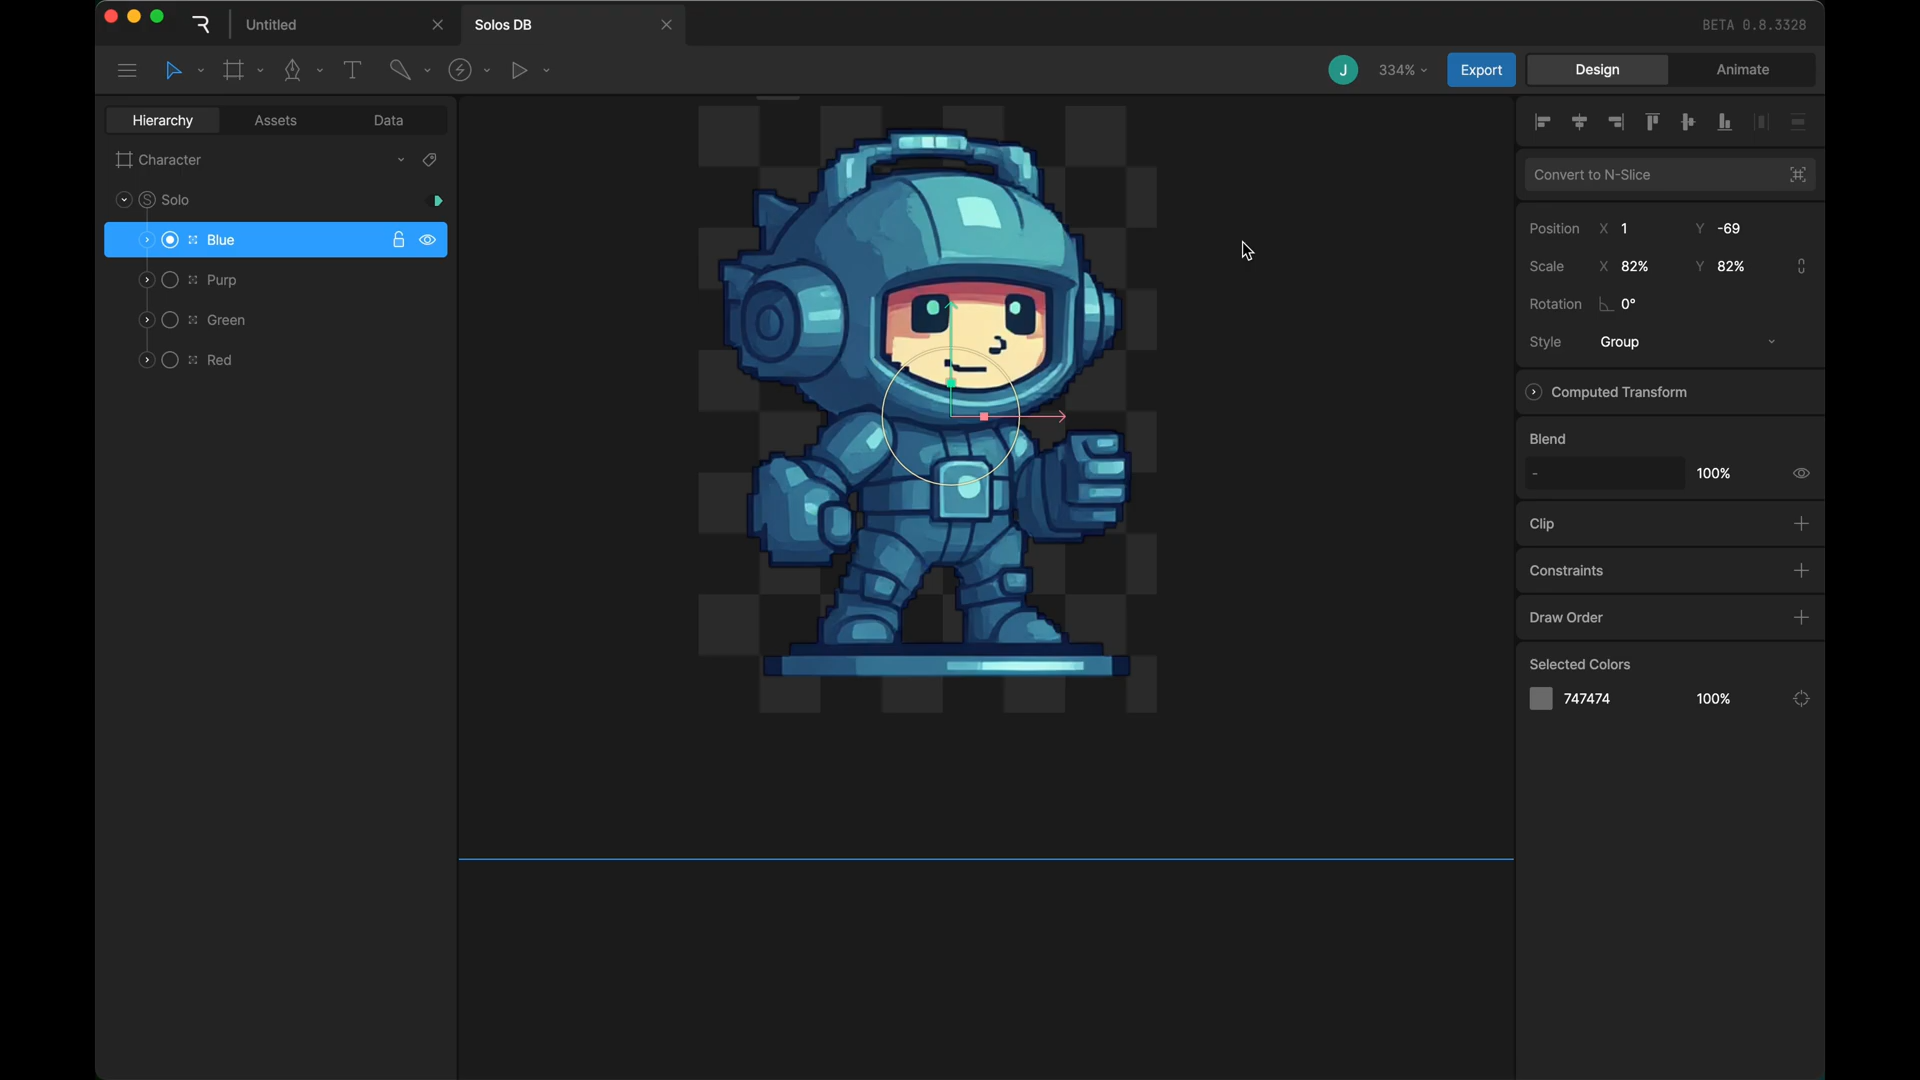 Untitled
Solos DB
BETA 0.8.3328
J
334%
Export
Design
Animate
Hierarchy
Assets
Data
Character
Solo
Blue
Purp
Green
Red
Convert to N-Slice
Position X 1 Y -69
Scale X 82% Y 82%
Rotation 0°
Style Group
Computed Transform
Blend
- 100%
Clip
Constraints
Draw Order
Selected Colors
747474 100%